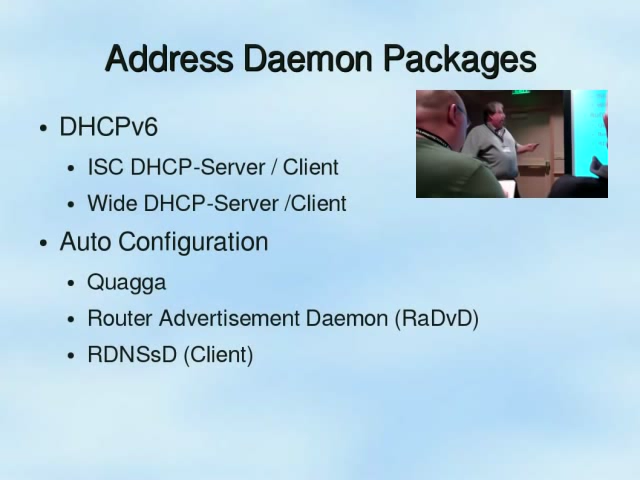 Address Daemon Packages
DHCPv6
ISC DHCP-Server / Client
Wide DHCP-Server /Client
Auto Configuration
Quagga
Router Advertisement Daemon (RaDvD)
RDNSsD (Client)